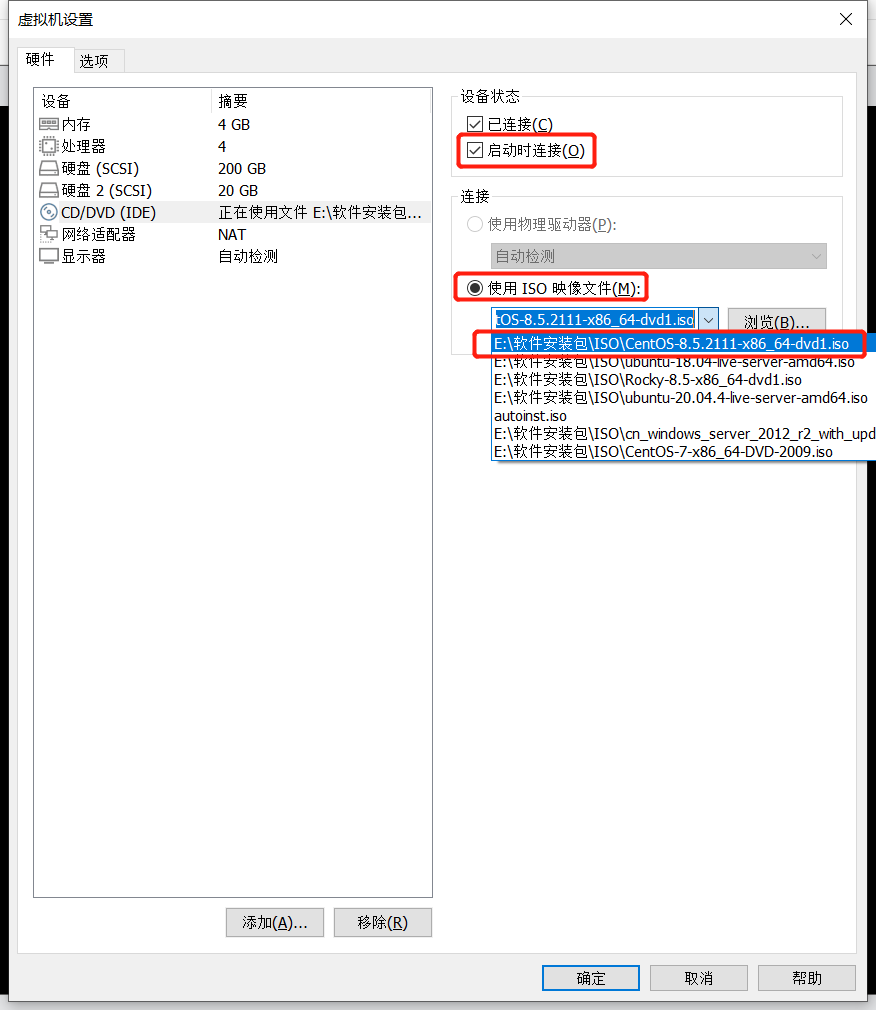 虚拟机设置
硬件 选项
设备 摘要
内存 4 GB
处理器 4
硬盘 (SCSI) 200 GB
硬盘 2 (SCSI) 20 GB
CD/DVD (IDE) 正在使用文件 E:\软件安装包...
网络适配器 NAT
显示器 自动检测
添加(A)... 移除(R)
设备状态
已连接(C)
启动时连接(O)
连接
使用物理驱动器(P):
自动检测
使用 ISO 映像文件(M):
tOS-8.5.2111-x86_64-dvd1.iso 浏览(B)...
E:\软件安装包\ISO\CentOS-8.5.2111-x86_64-dvd1.iso
E:\软件安装包\ISO\ubuntu-18.04-live-server-amd64.iso
E:\软件安装包\ISO\Rocky-8.5-x86_64-dvd1.iso
E:\软件安装包\ISO\ubuntu-20.04.4-live-server-amd64.iso
autoinst.iso
E:\软件安装包\ISO\cn_windows_server_2012_r2_with_upd
E:\软件安装包\ISO\CentOS-7-x86_64-DVD-2009.iso
确定 取消 帮助